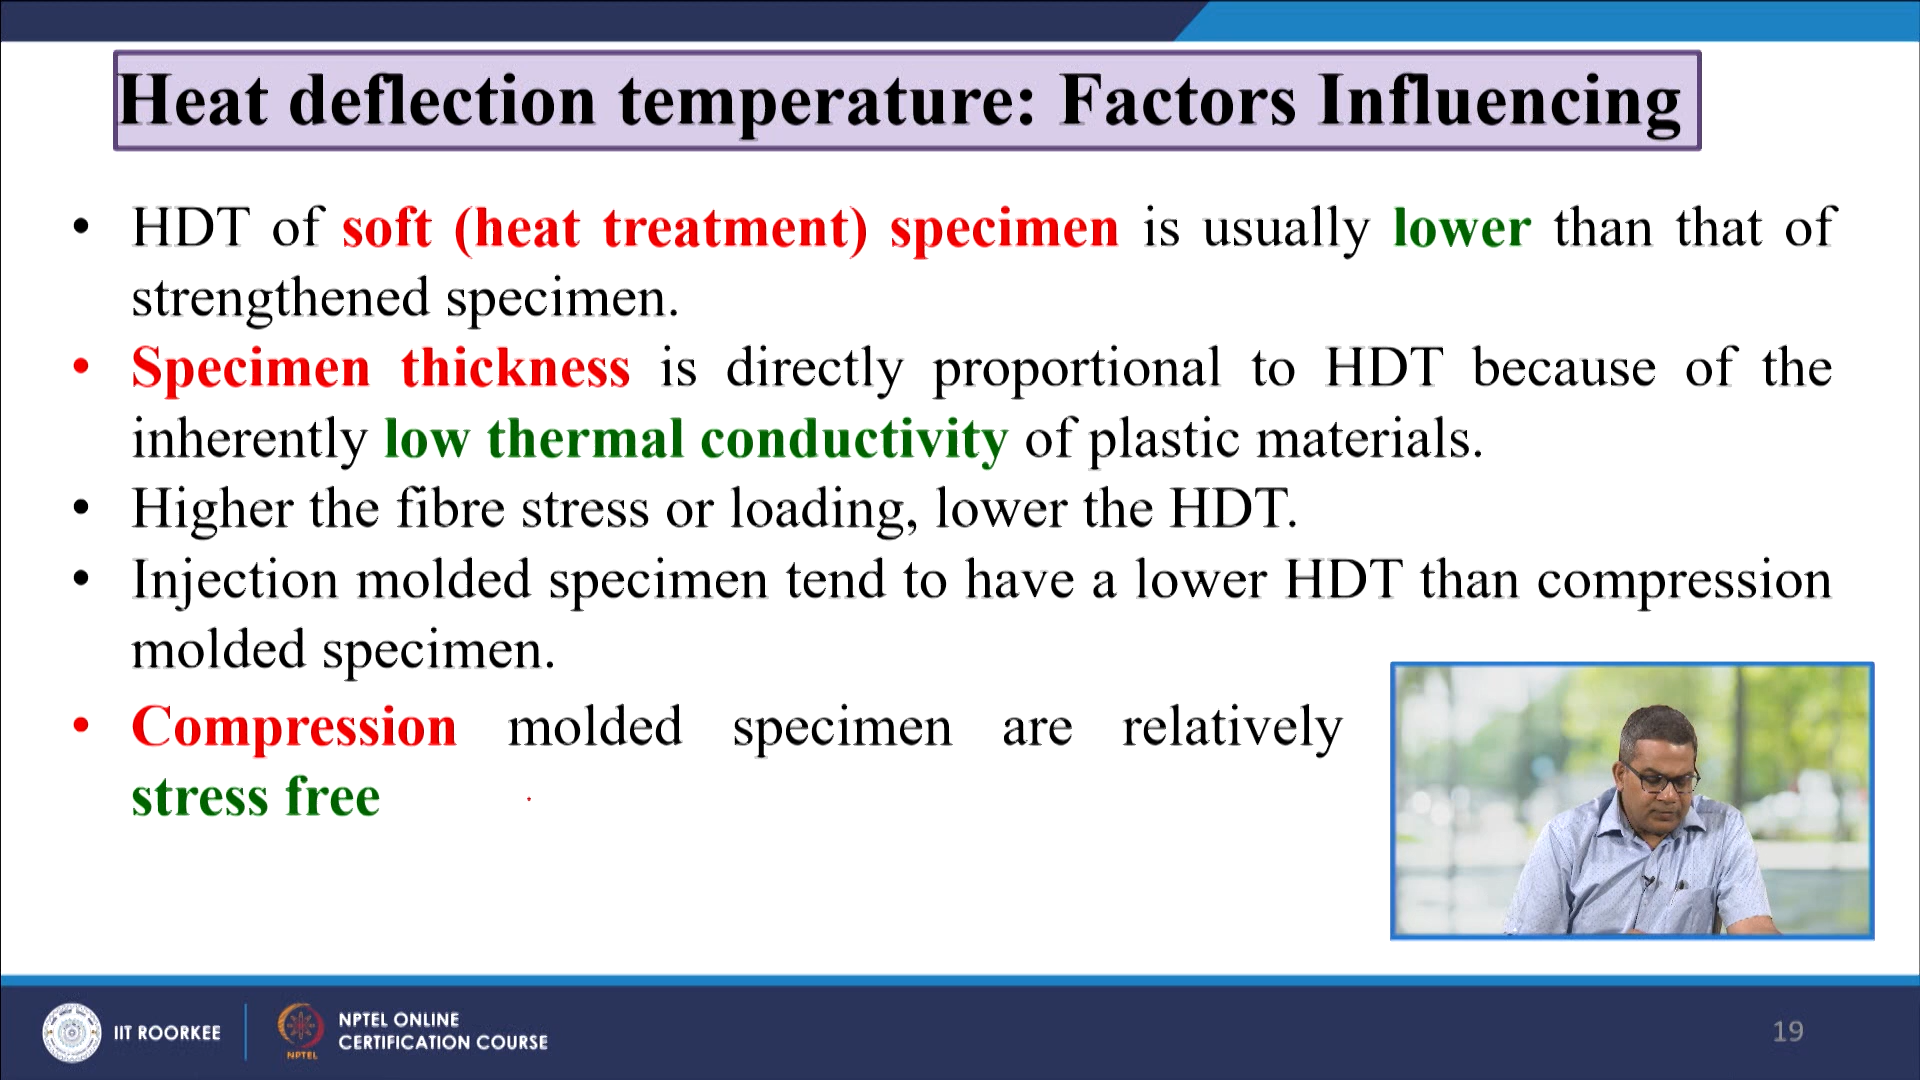 Heat deflection temperature: Factors Influencing
• HDT of soft (heat treatment) specimen is usually lower than that of
strengthened specimen.
• Specimen thickness is directly proportional to HDT because of the
inherently low thermal conductivity of plastic materials.
• Higher the fibre stress or loading, lower the HDT.
• Injection molded specimen tend to have a lower HDT than compression
molded specimen.
• Compression molded specimen are relatively
stress free
IIT ROORKEE
NPTEL
NPTEL ONLINE
CERTIFICATION COURSE
19